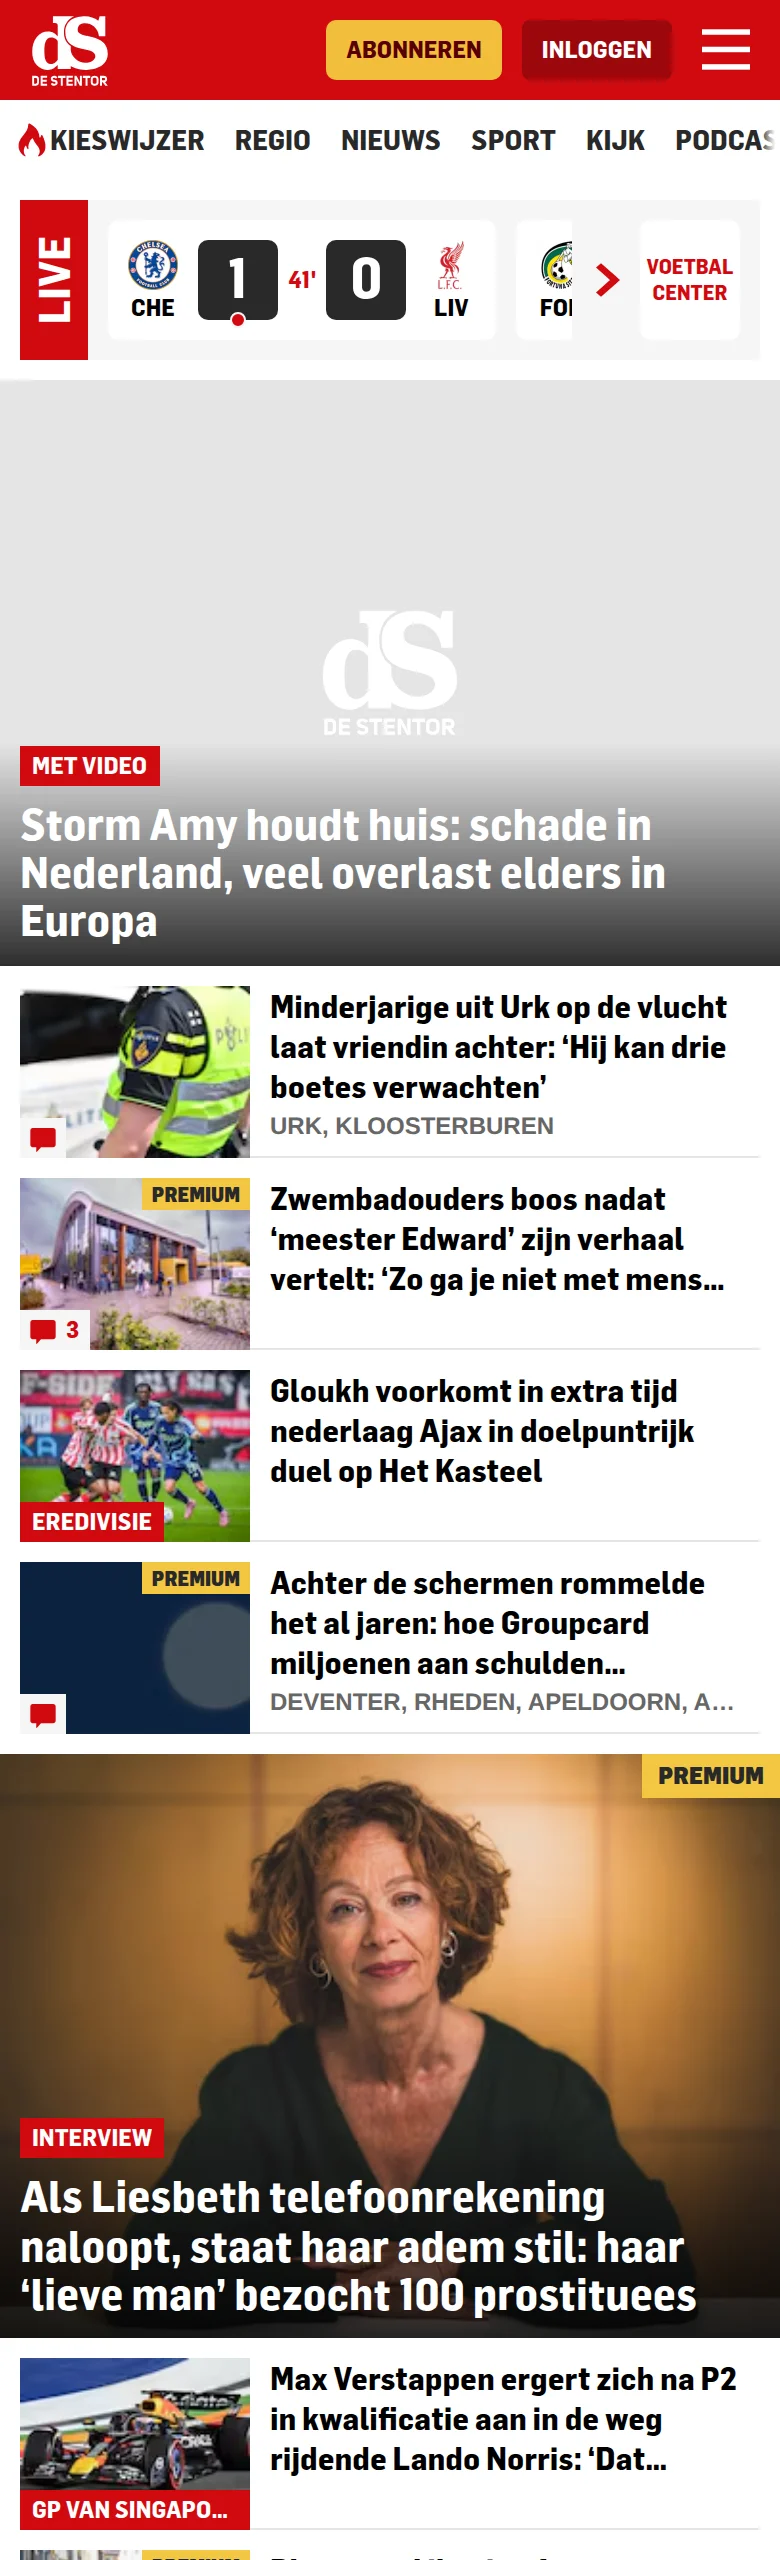 dS
DE STENTOR
ABONNEREN
INLOGGEN
KIESWIJZER
REGIO
NIEUWS
SPORT
KIJK
PODCAS
LIVE
CHELSEA
FOOTBALL CLUB
CHE
1
41'
0
L.F.C.
LIV
FOR
VOETBAL
CENTER
dS
DE STENTOR
MET VIDEO
Storm Amy houdt huis: schade in
Nederland, veel overlast elders in
Europa
Minderjarige uit Urk op de vlucht
laat vriendin achter: ‘Hij kan drie
boetes verwachten’
URK, KLOOSTERBUREN
PREMIUM
3
Zwembadouders boos nadat
‘meester Edward’ zijn verhaal
vertelt: ‘Zo ga je niet met mens...
F-SIDE
EREDIVISIE
Gloukh voorkomt in extra tijd
nederlaag Ajax in doelpuntrijk
duel op Het Kasteel
PREMIUM
Achter de schermen rommelde
het al jaren: hoe Groupcard
miljoenen aan schulden...
DEVENTER, RHEDEN, APELDOORN, A...
PREMIUM
INTERVIEW
Als Liesbeth telefoonrekening
naloopt, staat haar adem stil: haar
‘lieve man’ bezocht 100 prostituees
GP VAN SINGAPO...
Max Verstappen ergert zich na P2
in kwalificatie aan in de weg
rijdende Lando Norris: ‘Dat...